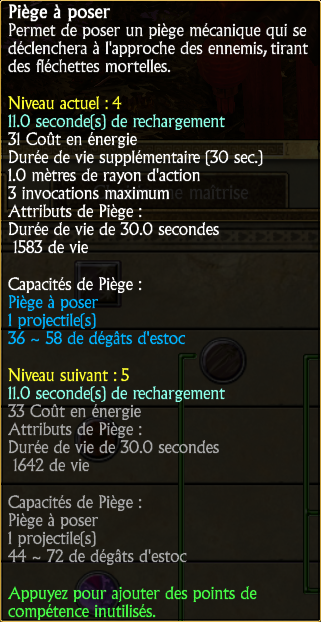 Piège à poser
Permet de poser un piège mécanique qui se
déclenchera à l'approche des ennemis, tirant
des fléchettes mortelles.
Niveau actuel : 4
11.0 seconde(s) de rechargement
31 Coût en énergie
Durée de vie supplémentaire (30 sec.)
1.0 mètres de rayon d'action
3 invocations maximum
Attributs de Piège :
Durée de vie de 30.0 secondes
1583 de vie
Capacités de Piège :
Piège à poser
1 projectile(s)
36 ~ 58 de dégâts d'estoc
Niveau suivant : 5
11.0 seconde(s) de rechargement
33 Coût en énergie
Attributs de Piège :
Durée de vie de 30.0 secondes
1642 de vie
Capacités de Piège :
Piège à poser
1 projectile(s)
44 ~ 72 de dégâts d'estoc
Appuyez pour ajouter des points de
compétence inutilisés.